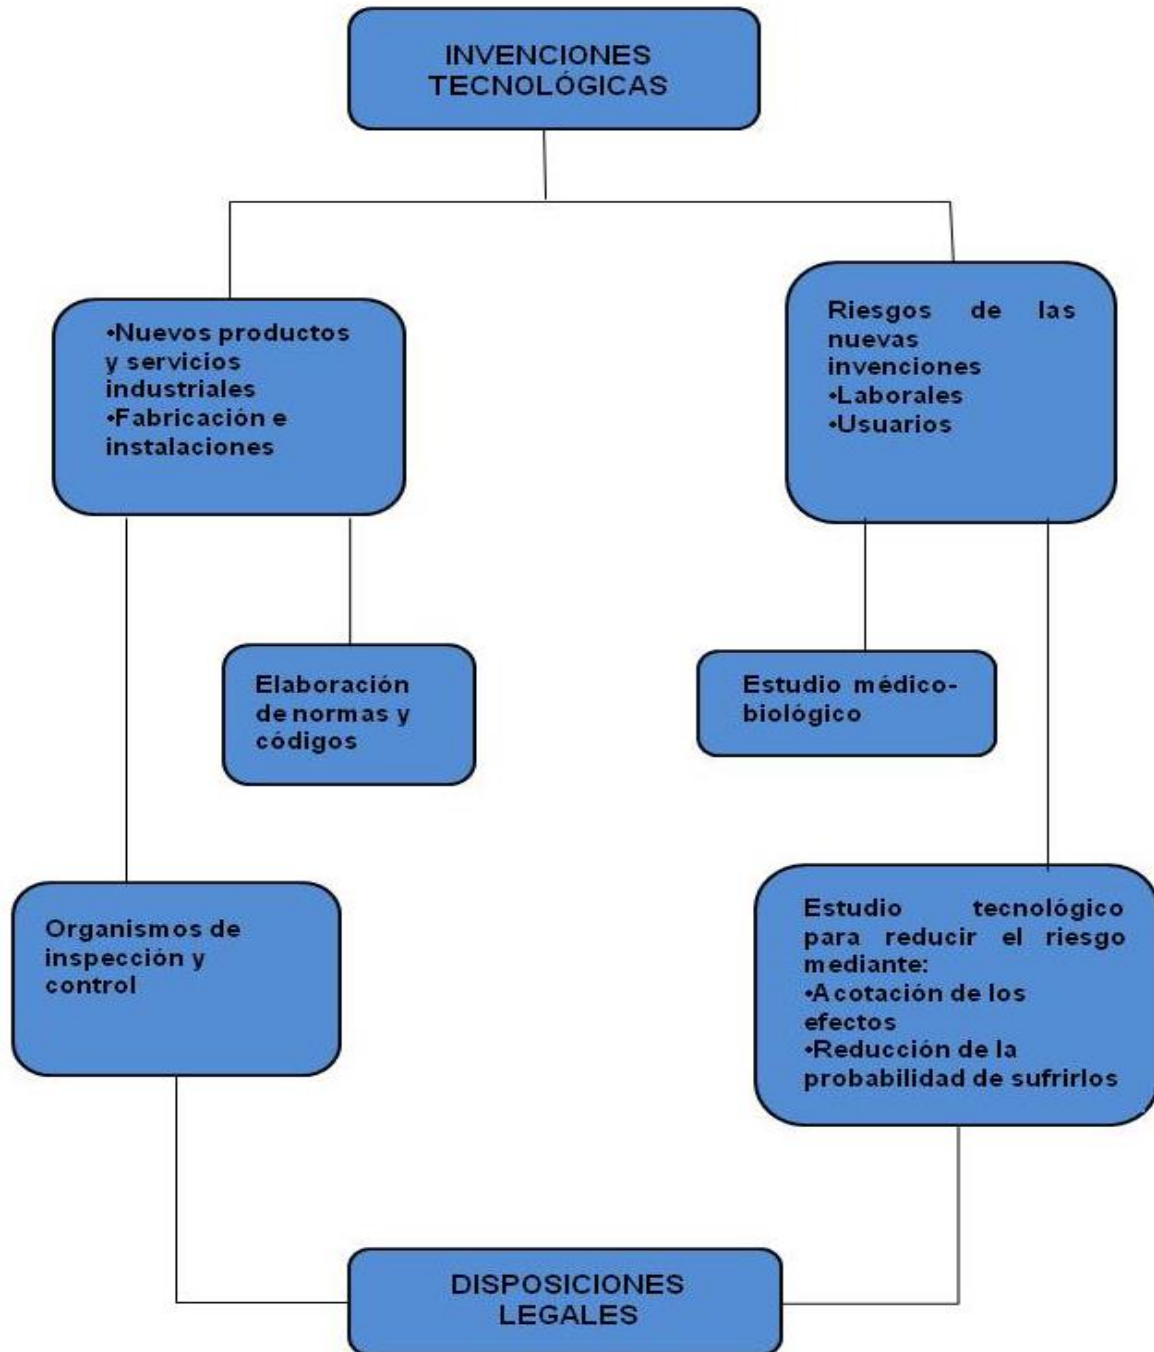 INVENCIONES
TECNOLÓGICAS
•Nuevos productos
y servicios
industriales
•Fabricación e
instalaciones
Riesgos de las
nuevas
invenciones
•Laborales
•Usuarios
Elaboración
de normas y
códigos
Estudio médico-
biológico
Organismos de
inspección y
control
Estudio tecnológico
para reducir el riesgo
mediante:
•Acotación de los
efectos
•Reducción de la
probabilidad de sufrirlos
DISPOSICIONES
LEGALES